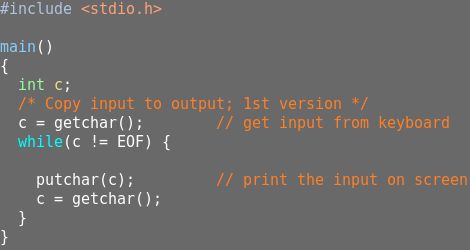 #include <stdio.h>
main()
{
int c;
/* Copy input to output; 1st version */
c = getchar(); // get input from keyboard
while(c != EOF) {
putchar(c); // print the input on screen
c = getchar();
}
}